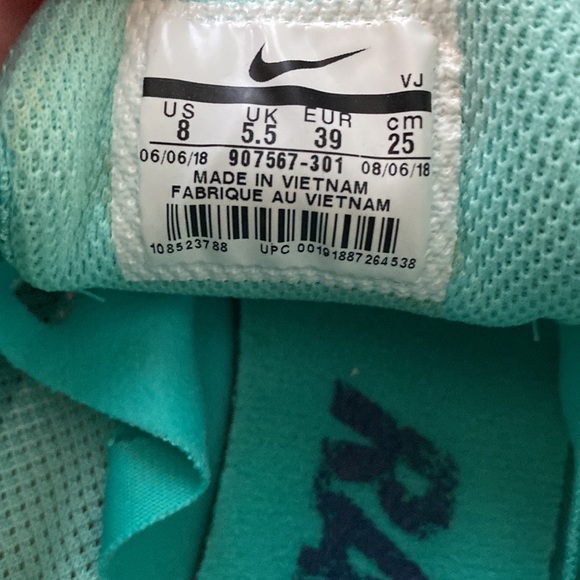 VJ
US UK EUR cm
8 5.5 39 25
06/06/18 907567-301 08/06/18
MADE IN VIETNAM
FABRIQUE AU VIETNAM
108523788 UPC 00191887264538